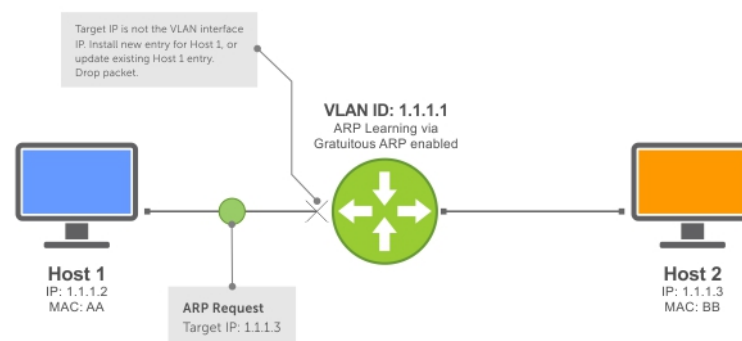 Target IP is not the VLAN interface
IP. Install new entry for Host 1, or
update existing Host 1 entry.
Drop packet.
VLAN ID: 1.1.1.1
ARP Learning via
Gratuitous ARP enabled
Host 1
IP: 1.1.1.2
MAC: AA
ARP Request
Target IP: 1.1.1.3
Host 2
IP: 1.1.1.3
MAC: BB